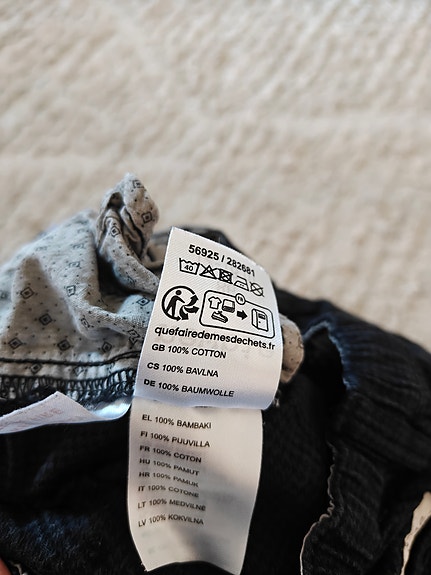 56925 / 282681
40
FR
quefairedemesdechets.fr
GB 100% COTTON
CS 100% BAVLNA
DE 100% BAUMWOLLE
EL 100% BAMBAKI
FI 100% PUUVILLA
FR 100% COTON
HU 100% PAMUT
HR 100% PAMUK
IT 100% COTONE
LT 100% MEDVILNĖ
LV 100% KOKVILNA